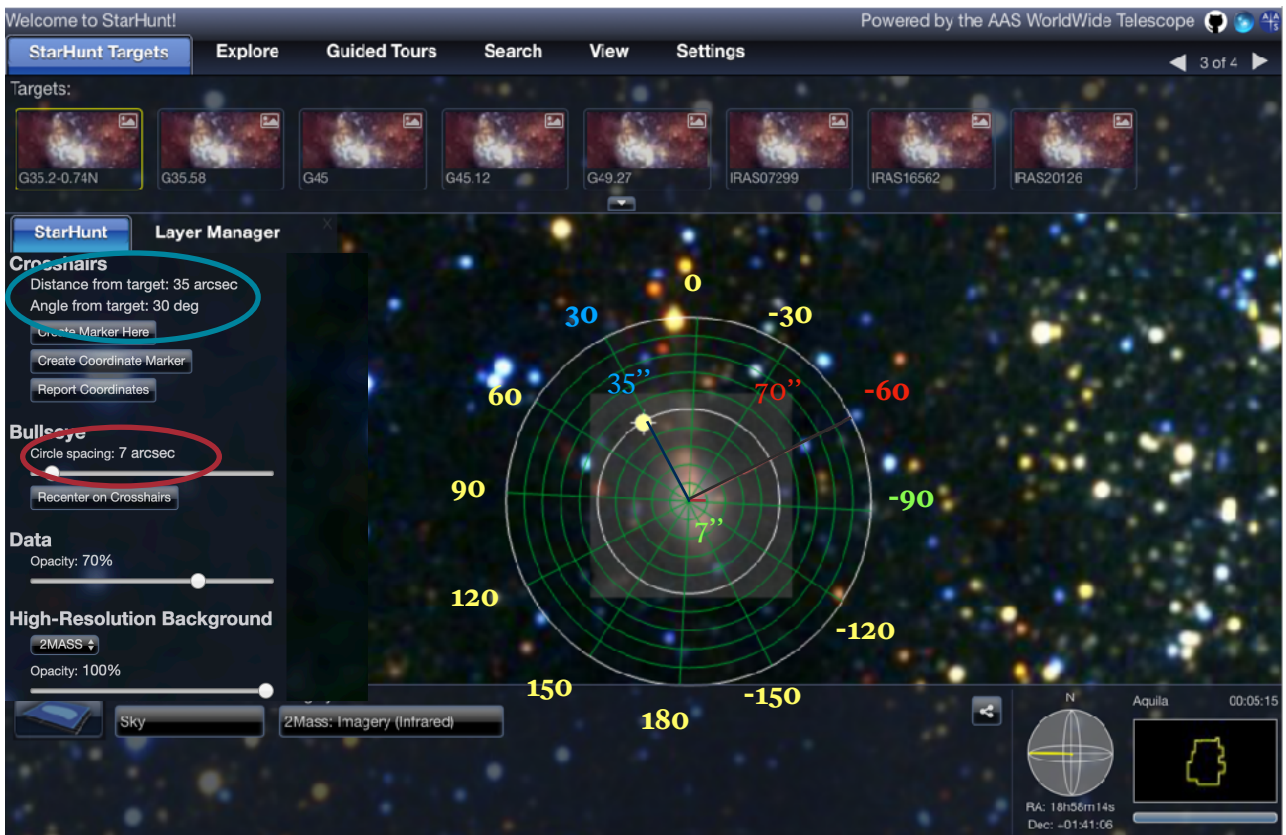 Welcome to StarHunt!
Powered by the AAS WorldWide Telescope
StarHunt Targets
Explore
Guided Tours
Search
View
Settings
3 of 4
Targets:
G35.2-0.74N
G35.58
G45
G45.12
G49.27
IRAS07299
IRAS16562
IRAS20126
StarHunt
Layer Manager
X
Crosshairs
Distance from target: 35 arcsec
Angle from target: 30 deg
Create Marker Here
Create Coordinate Marker
Report Coordinates
Bullseye
Circle spacing: 7 arcsec
Recenter on Crosshairs
Data
Opacity: 70%
High-Resolution Background
2MASS
Opacity: 100%
0
30
-30
35’’
70’’
60
-60
90
-90
7’’
120
-120
150
-150
180
Sky
2Mass: Imagery (Infrared)
N
Aquila
00:05:15
RA: 18h58m14s
Dec: -01:41:06